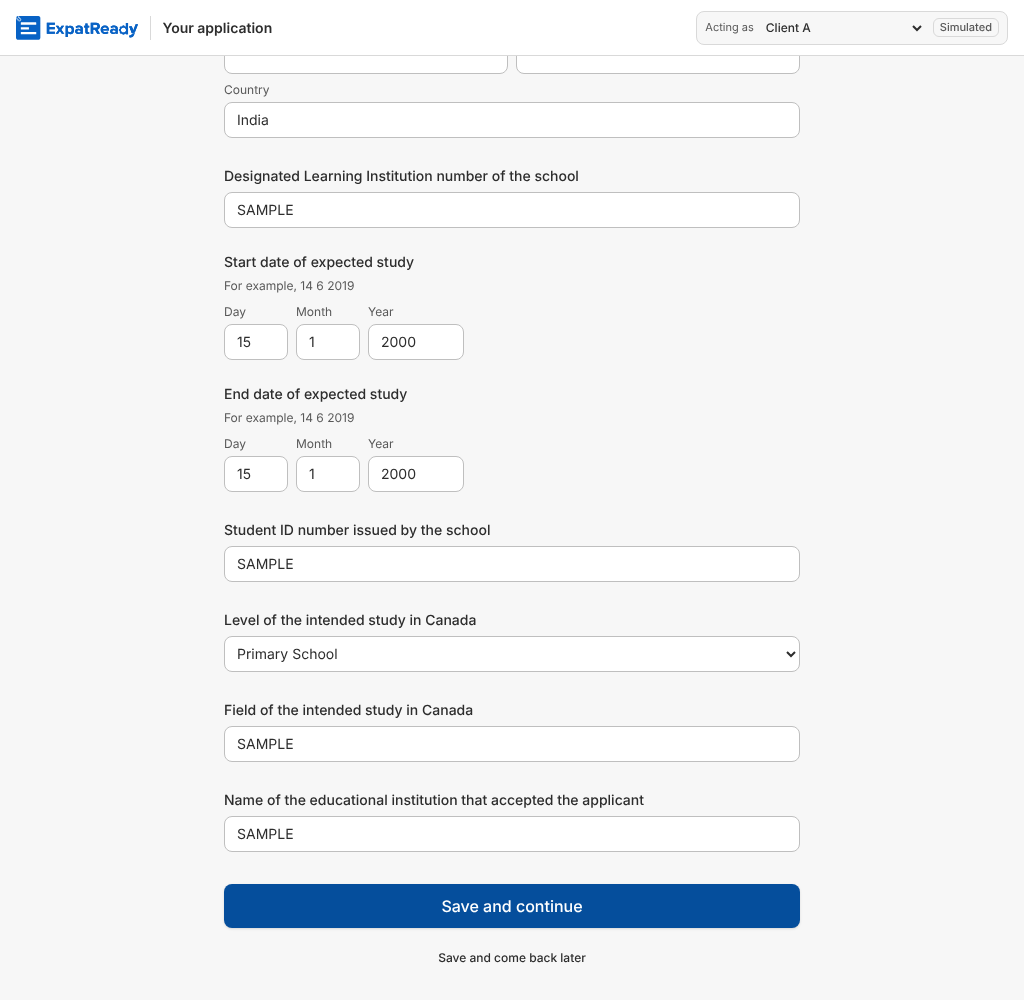 ExpatReady
Your application
Acting as Client A Simulated
Country
India
Designated Learning Institution number of the school
SAMPLE
Start date of expected study
For example, 14 6 2019
Day Month Year
15 1 2000
End date of expected study
For example, 14 6 2019
Day Month Year
15 1 2000
Student ID number issued by the school
SAMPLE
Level of the intended study in Canada
Primary School
Field of the intended study in Canada
SAMPLE
Name of the educational institution that accepted the applicant
SAMPLE
Save and continue
Save and come back later